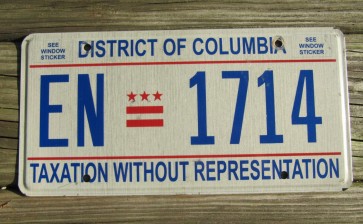 SEE WINDOW STICKER
DISTRICT OF COLUMBIA
SEE WINDOW STICKER
EN 1714
TAXATION WITHOUT REPRESENTATION